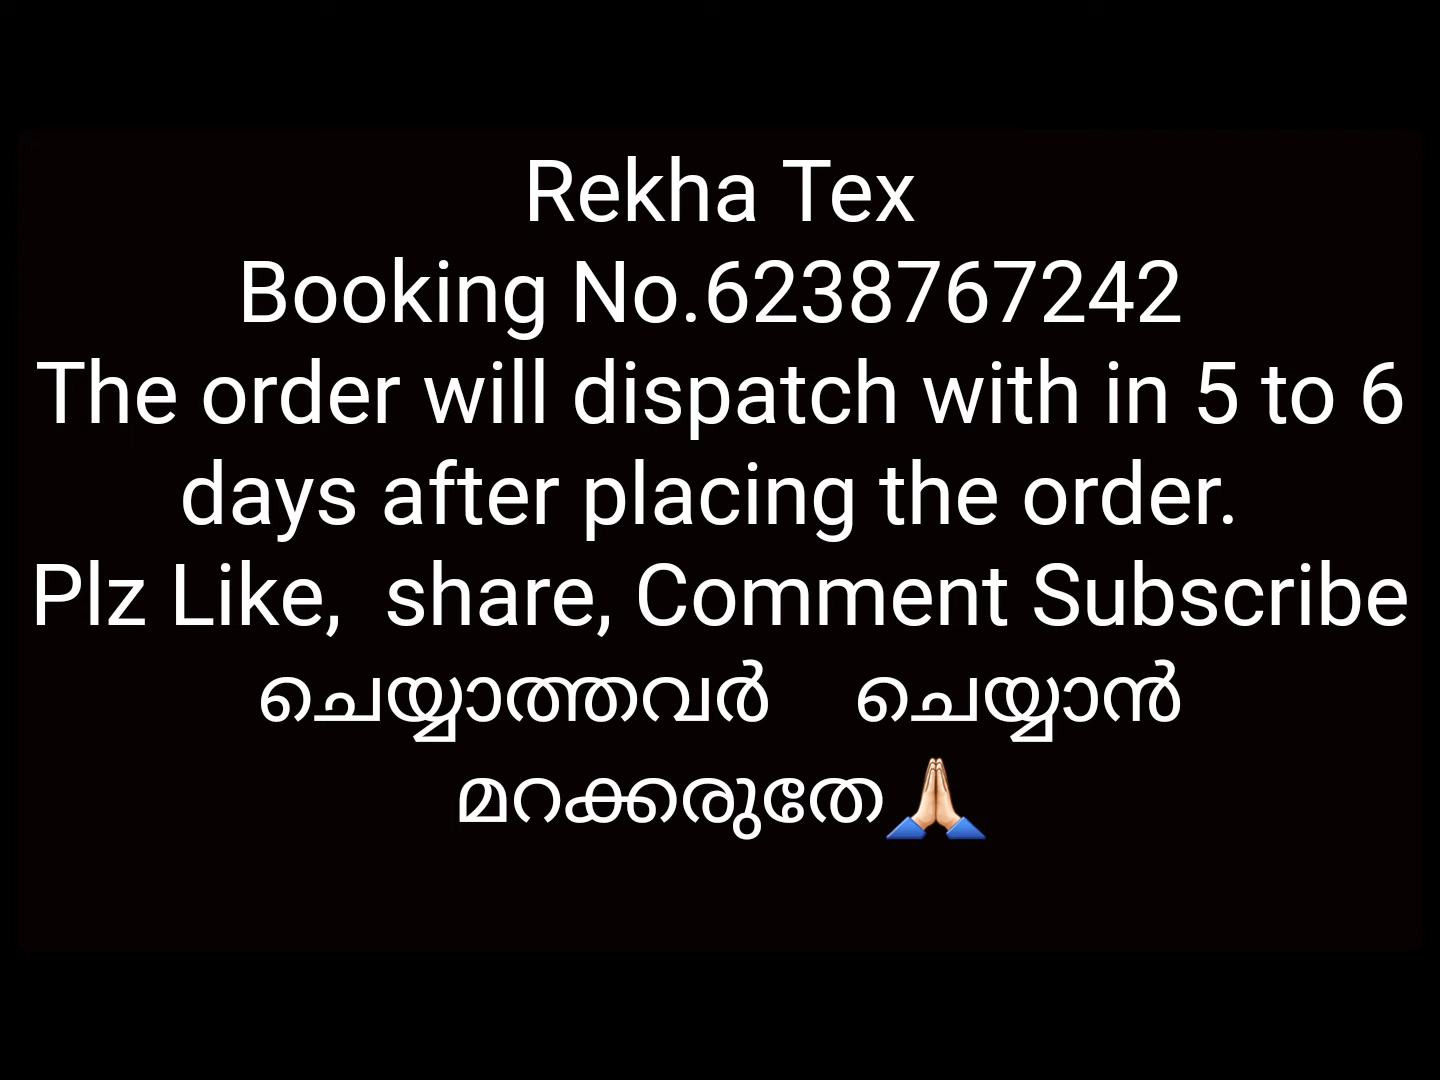 Rekha Tex
Booking No.6238767242
The order will dispatch with in 5 to 6
days after placing the order.
Plz Like,  share, Comment Subscribe
ചെയ്യാത്തവർ    ചെയ്യാൻ
മറക്കരുതേ🙏🏻